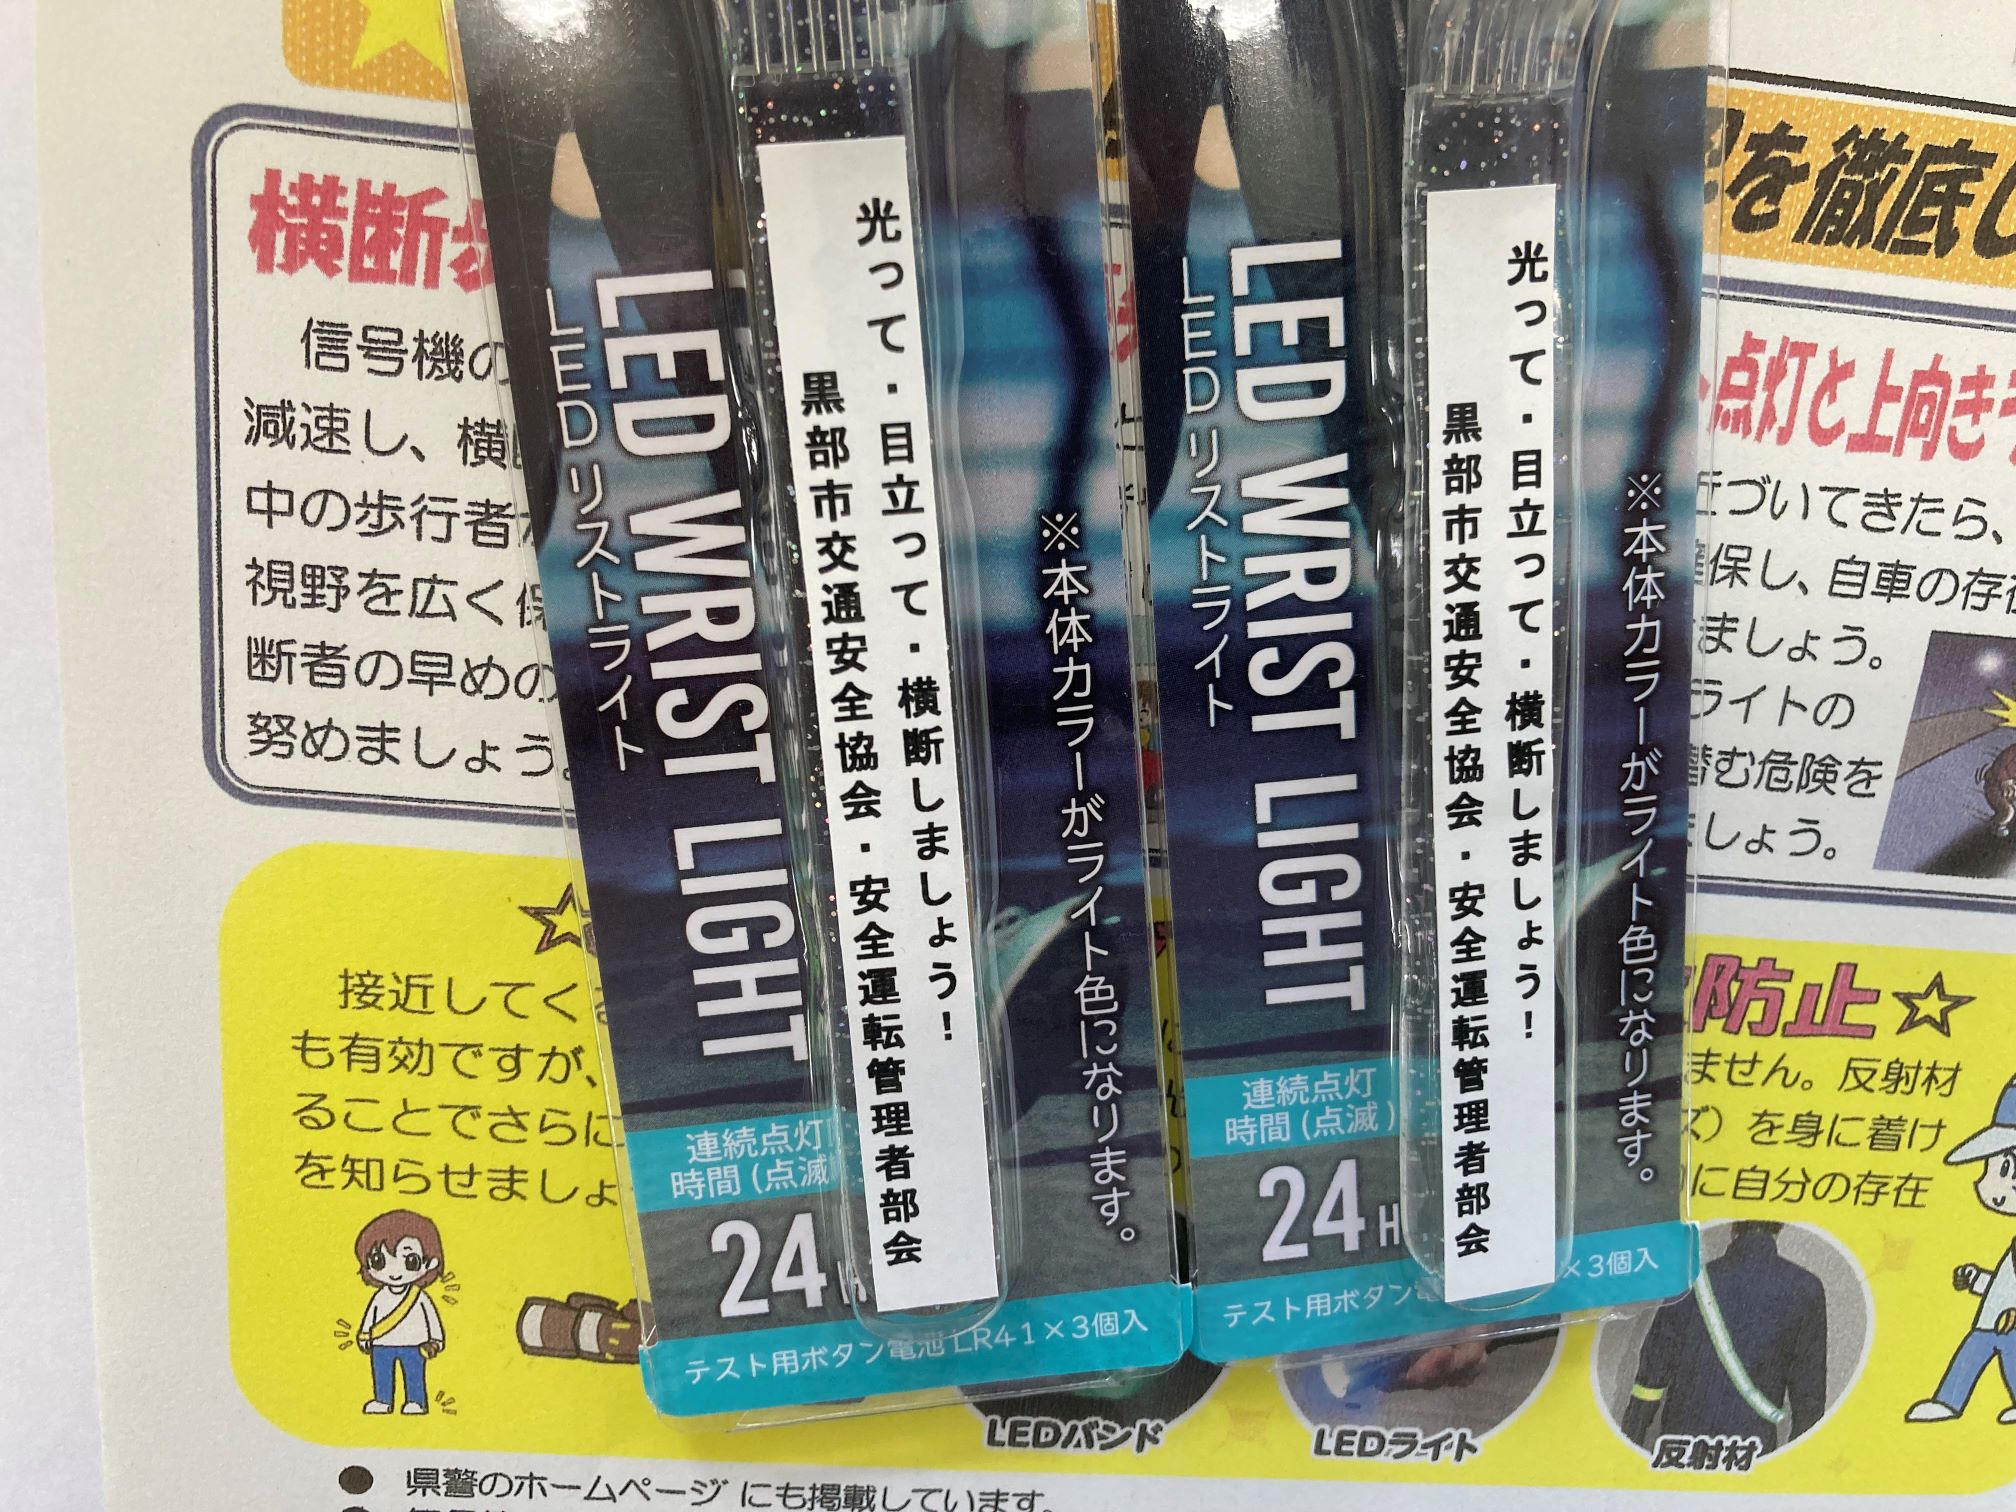 横断
信号機の
減速し、横
中の歩行者
視野を広く保
断者の早めの
努めましょう。
接近してくる
も有効ですが、
ることでさらに
を知らせましょ
LED WRIST LIGHT
LEDリストライト
光って・目立って・横断しましょう！
黒部市交通安全協会・安全運転管理者部会
※本体カラーがライト色になります。
連続点灯
時間(点滅
24H
テスト用ボタン電池LR41×3個入
LED WRIST LIGHT
LEDリストライト
光って・目立って・横断しましょう！
黒部市交通安全協会・安全運転管理者部会
※本体カラーがライト色になります。
連続点灯
時間(点滅)
24H
テスト用ボタン電
×3個入
を徹底し
点灯と上向き
近づいてきたら、
確保し、自車の存在
ましょう。
ライトの
潜む危険を
ましょう。
防止☆
ません。反射材
ズ）を身に着け
に自分の存在
LEDバンド
LEDライト
反射材
● 県警のホームページにも掲載しています。